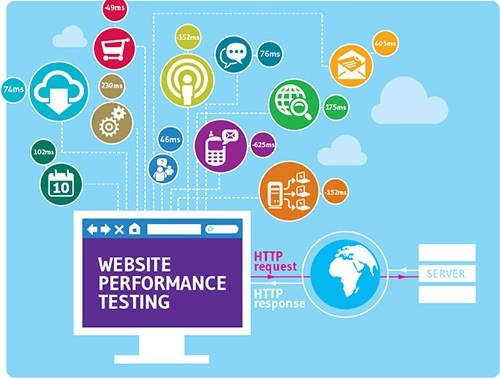 -49ms
-152ms
76ms
405ms
74ms
230ms
175ms
102ms
46ms
-625ms
10
-152ms
WEBSITE
PERFORMANCE
TESTING
HTTP
request
HTTP
response
SERVER